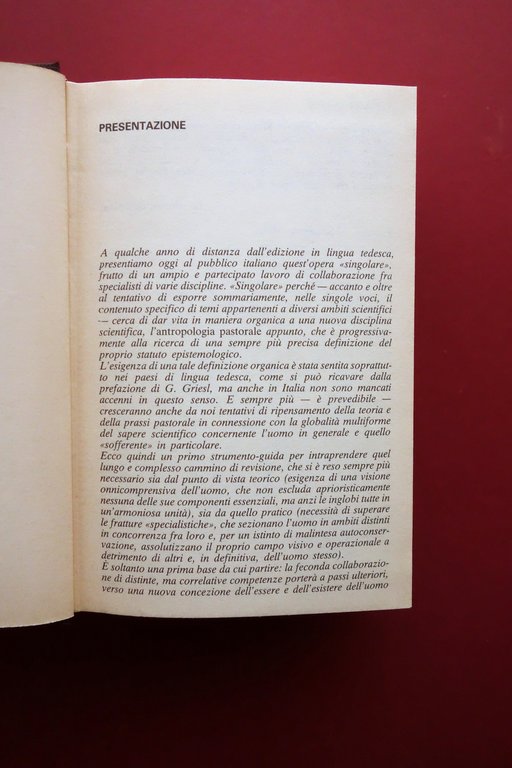 PRESENTAZIONE
A qualche anno di distanza dall'edizione in lingua tedesca,
presentiamo oggi al pubblico italiano quest'opera «singolare»,
frutto di un ampio e partecipato lavoro di collaborazione fra
specialisti di varie discipline. «Singolare» perché — accanto e oltre
al tentativo di esporre sommariamente, nelle singole voci, il
contenuto specifico di temi appartenenti a diversi ambiti scientifici
— cerca di dar vita in maniera organica a una nuova disciplina
scientifica, l'antropologia pastorale appunto, che è progressiva-
mente alla ricerca di una sempre più precisa definizione del
proprio statuto epistemologico.
L'esigenza di una tale definizione organica è stata sentita soprattut-
to nei paesi di lingua tedesca, come si può ricavare dalla
prefazione di G. Griesl, ma anche in Italia non sono mancati
accenni in questo senso. E sempre più — è prevedibile —
cresceranno anche da noi tentativi di ripensamento della teoria e
della prassi pastorale in connessione con la globalità multiforme
del sapere scientifico concernente l'uomo in generale e quello
«sofferente» in particolare.
Ecco quindi un primo strumento-guida per intraprendere quel
lungo e complesso cammino di revisione, che si è reso sempre più
necessario sia dal punto di vista teorico (esigenza di una visione
onnicomprensiva dell'uomo, che non escluda aprioristicamente
nessuna delle sue componenti essenziali, ma anzi le inglobi tutte in
un'armoniosa unità), sia da quello pratico (necessità di superare
le fratture «specialistiche», che sezionano l'uomo in ambiti distinti
in concorrenza fra loro e, per un istinto di malintesa autoconser-
vazione, assolutizzano il proprio campo visivo e operazionale a
detrimento di altri e, in definitiva, dell'uomo stesso).
È soltanto una prima base da cui partire: la feconda collaborazio-
ne di distinte, ma correlative competenze porterà a passi ulteriori,
verso una nuova concezione dell'essere e dell'esistere dell'uomo